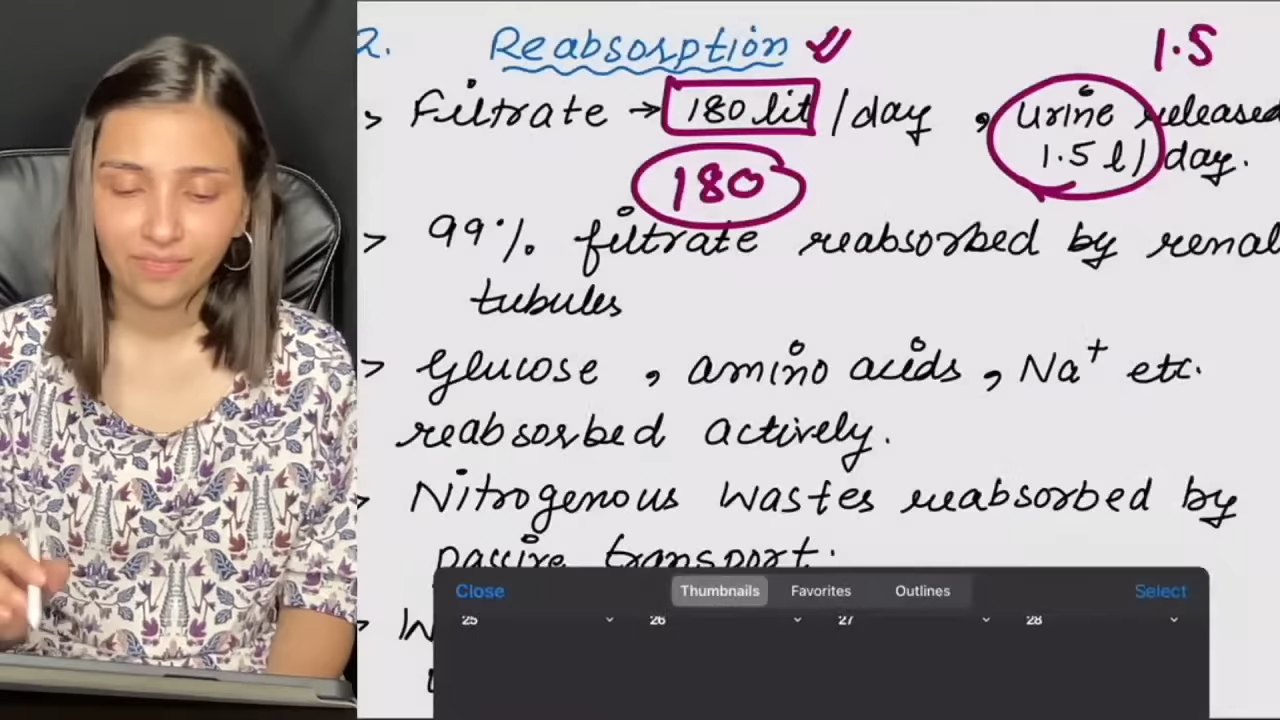 2. Reabsorption
1.5
> Filtrate → 180 lit /day , urine released
1.5 l/day.
180
> 99% filtrate reabsorbed by renal
tubules
> Glucose , amino acids , Na+ etc.
reabsorbed actively.
> Nitrogenous wastes reabsorbed by
passive transport.
Close Thumbnails Favorites Outlines Select
25 26 27 28